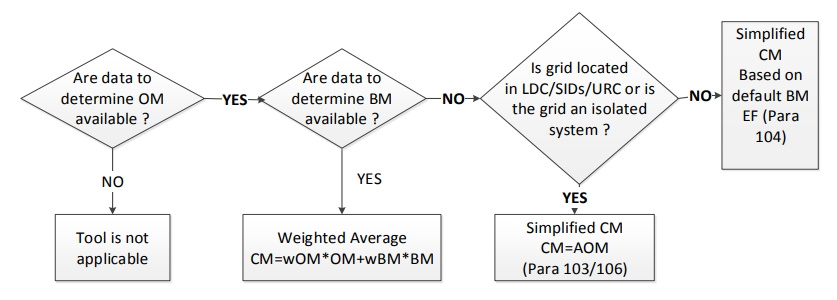 Are data to
determine OM
available ?
YES
Are data to
determine BM
available ?
NO
Is grid located
in LDC/SIDs/URC or is
the grid an isolated
system ?
NO
Simplified
CM
Based on
default BM
EF (Para
104)
NO
YES
YES
Tool is not
applicable
Weighted Average
CM=wOM*OM+wBM*BM
Simplified CM
CM=AOM
(Para 103/106)